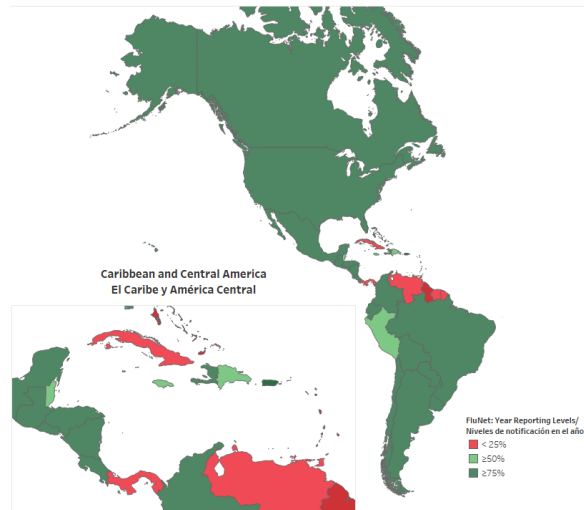 Caribbean and Central America
El Caribe y América Central
FluNet: Year Reporting Levels/
Niveles de notificación en el año
< 25%
≥50%
≥75%